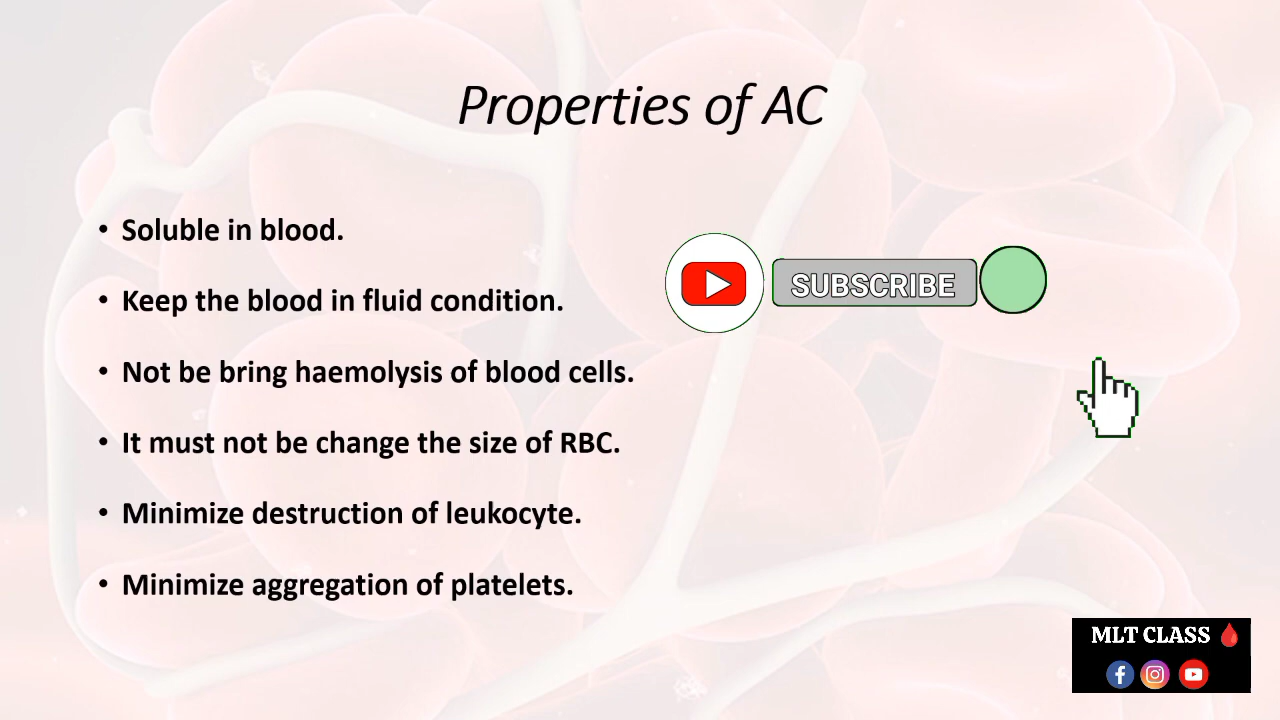 Properties of AC
• Soluble in blood.
• Keep the blood in fluid condition.
SUBSCRIBE
• Not be bring haemolysis of blood cells.
• It must not be change the size of RBC.
• Minimize destruction of leukocyte.
• Minimize aggregation of platelets.
MLT CLASS